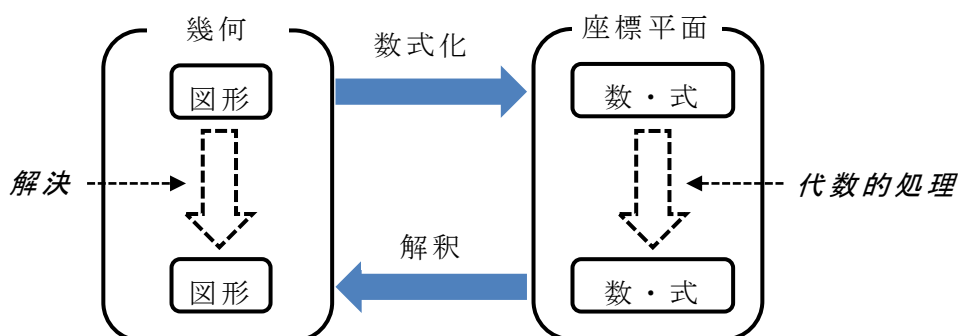 幾何
座標平面
数式化
図形
数・式
解決
代数的処理
解釈
図形
数・式